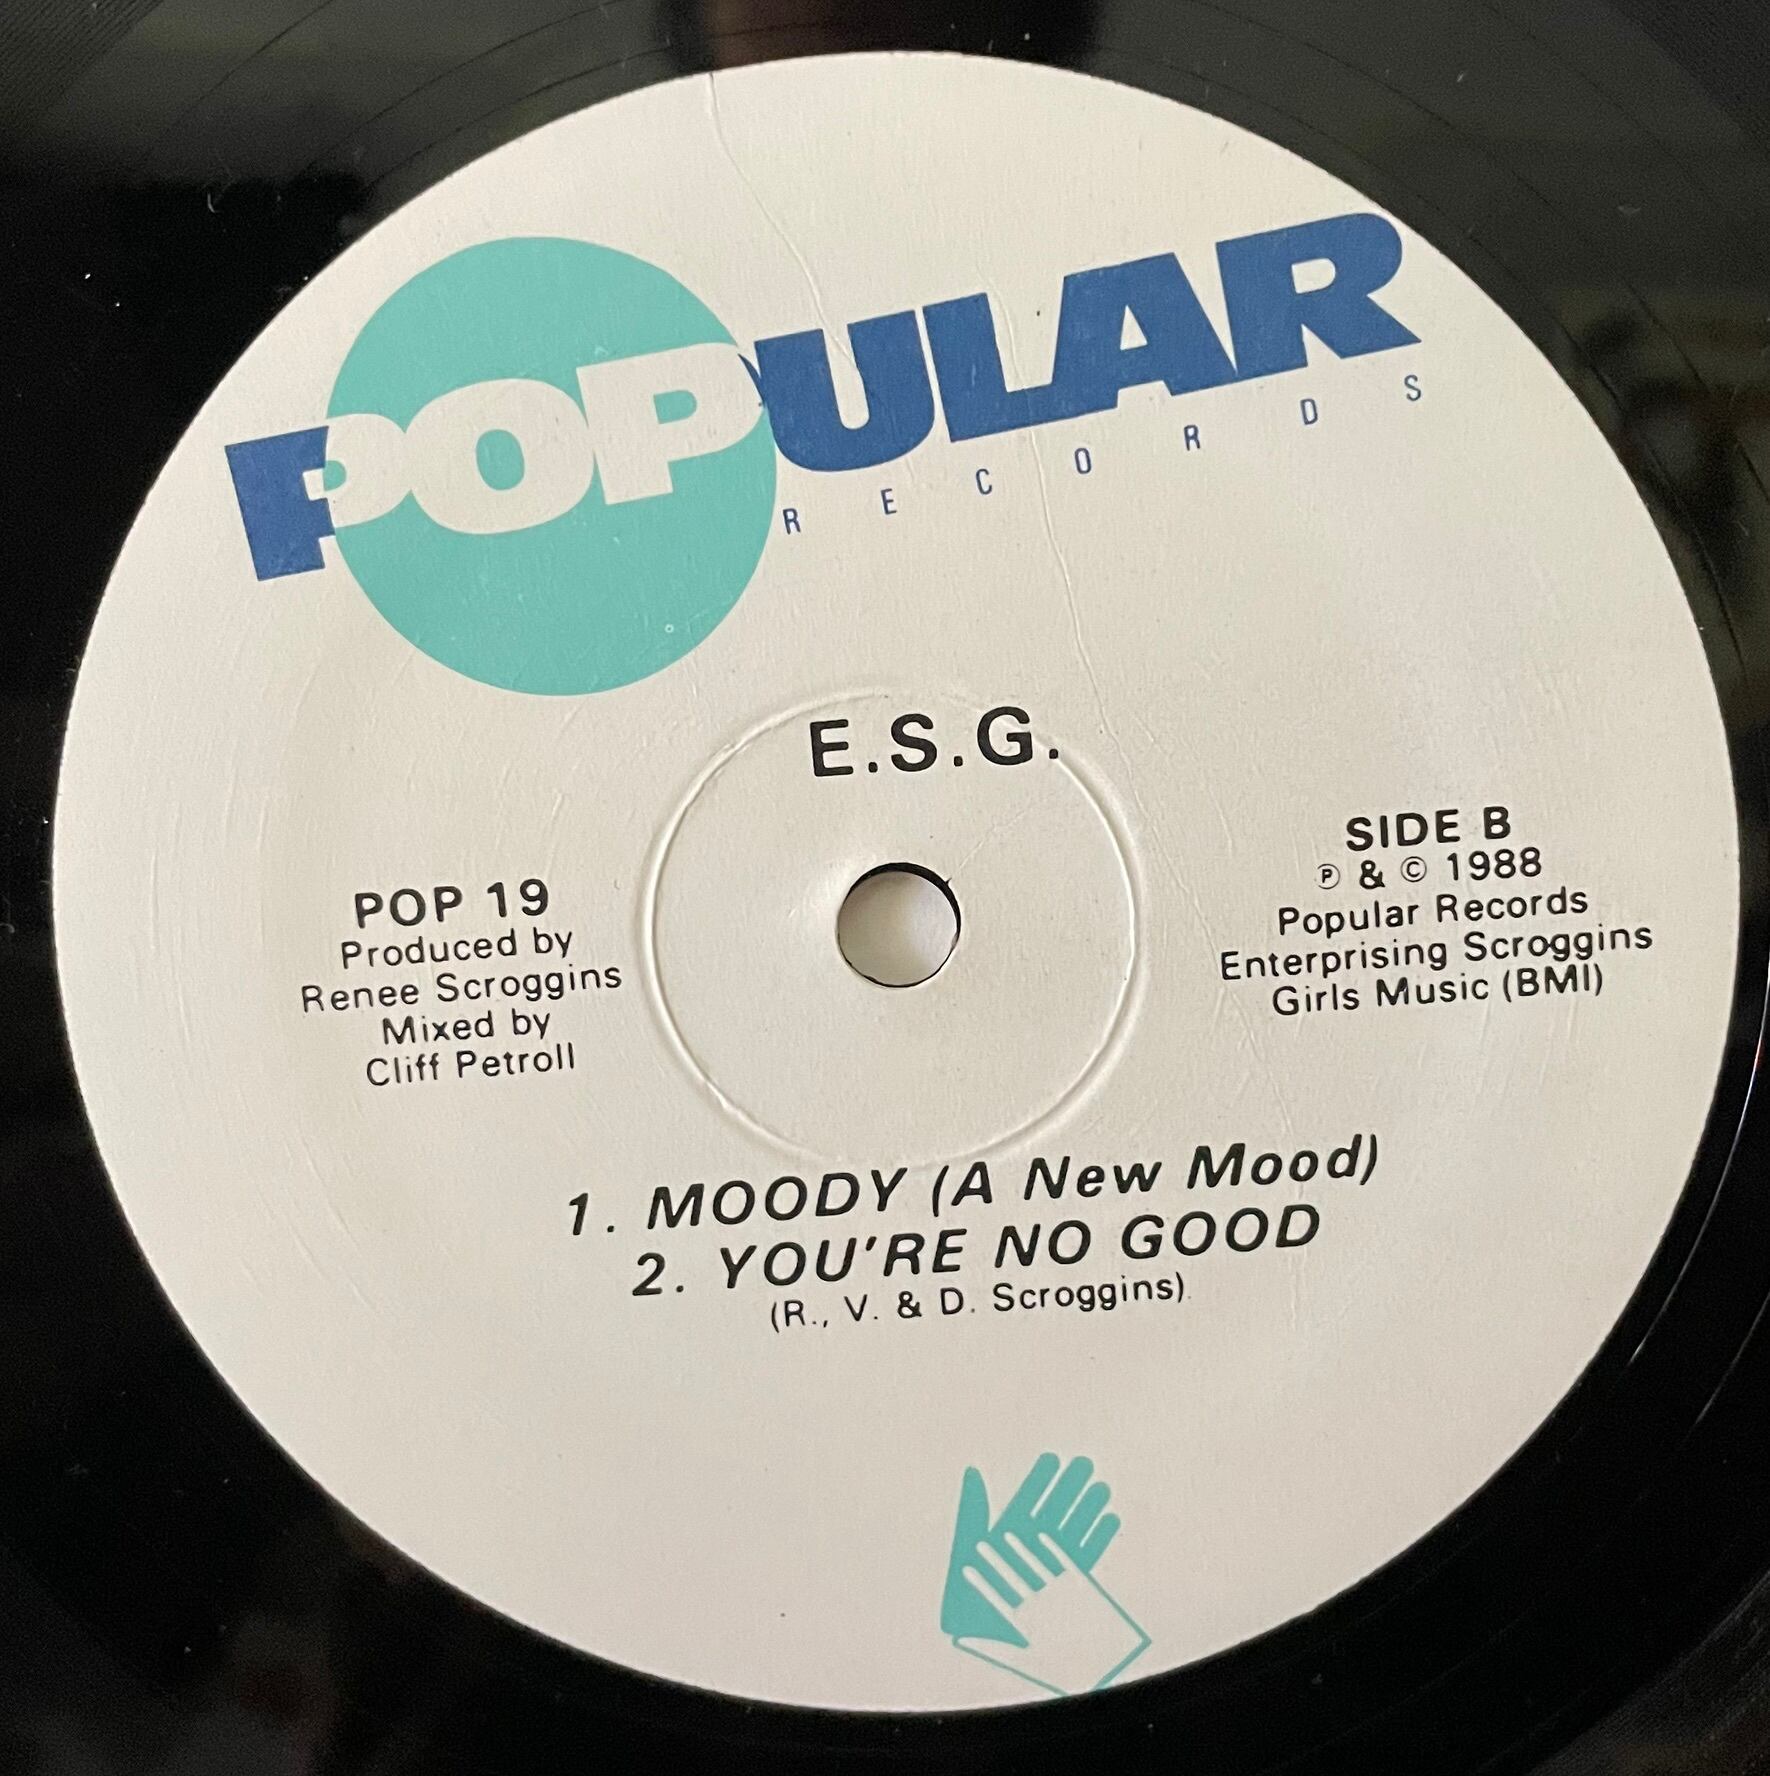 POPULAR
RECORDS
E.S.G.
POP 19
Produced by
Renee Scroggins
Mixed by
Cliff Petroll
SIDE B
℗ & © 1988
Popular Records
Enterprising Scroggins
Girls Music (BMI)
1. MOODY (A New Mood)
2. YOU'RE NO GOOD
(R., V. & D. Scroggins)